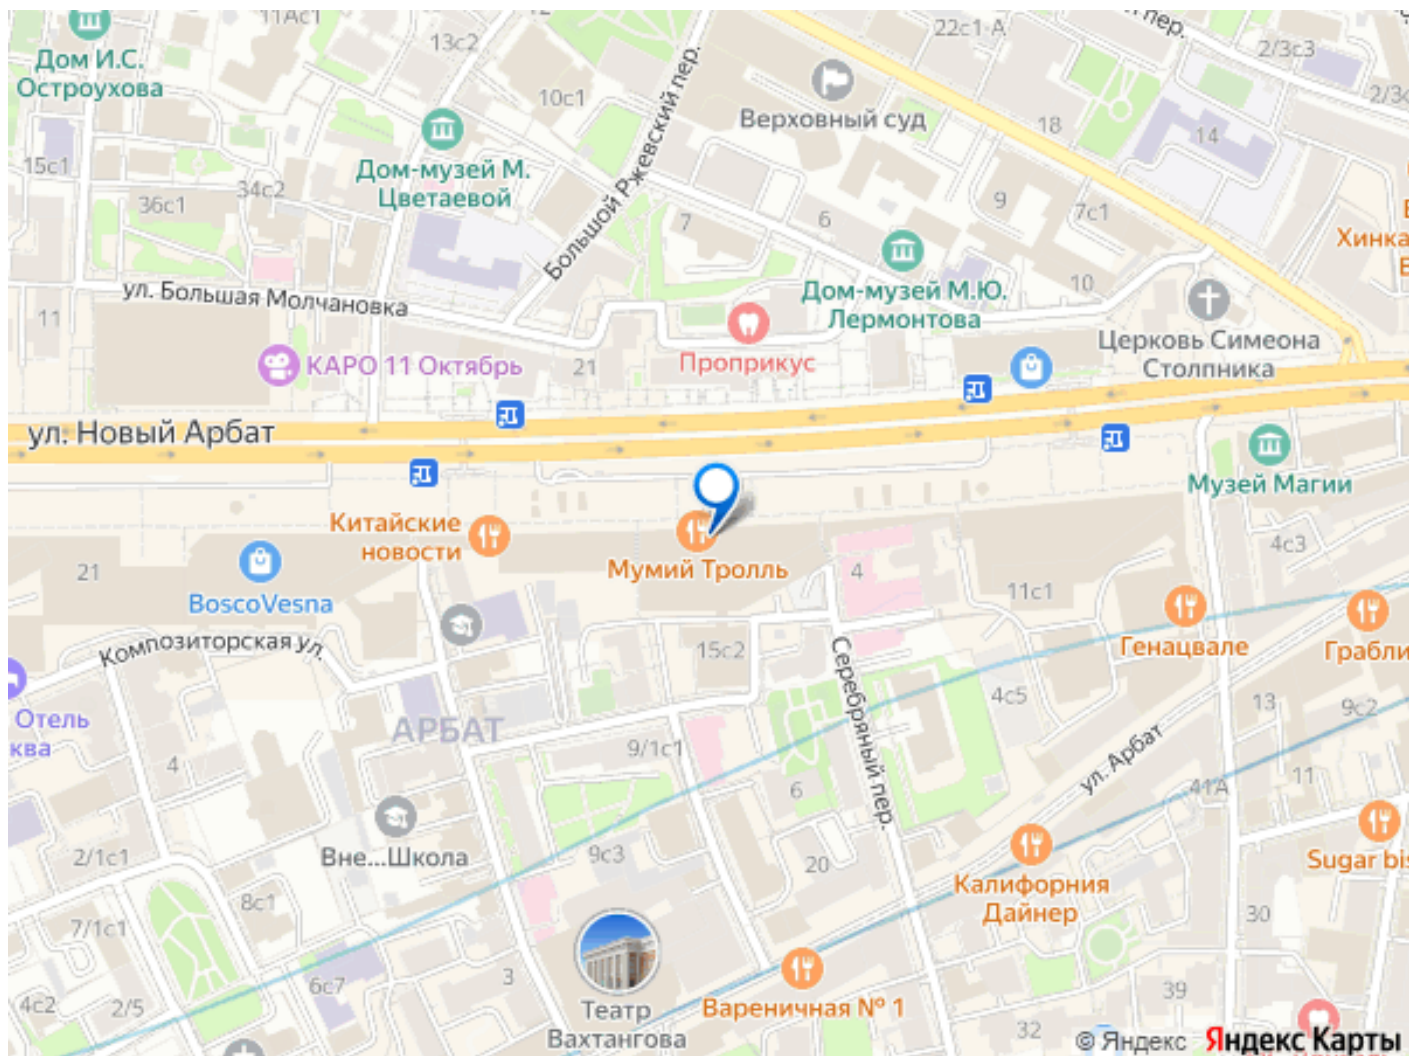 11Ас1
12
13с2
22с1-А
пер.
2/3с3
2/3с
Дом И.С.
Остроухова
10с1
Большой Ржевский пер.
Верховный суд
18
14
15с1
Дом-музей М.
Цветаевой
34с2
36с1
7
6
9
7с1
Хинка
В
ул. Большая Молчановка
Дом-музей М.Ю.
Лермонтова
10
11
КАРО 11 Октябрь
21
Проприкус
Церковь Симеона
Столпника
ул. Новый Арбат
Музей Магии
Китайские
новости
21
BoscoVesna
Мумий Тролль
4
11с1
4с3
Композиторская ул.
15с2
Серебряный пер.
Генацвале
Грабли
Отель
ква
АРБАТ
9/1с1
4с5
13
9с2
4
ул. Арбат
6
41А
11
2/1с1
Вне...Школа
9с3
20
Калифорния
Дайнер
Sugar bis
8с1
7/1с1
30
6с7
3
4с2
2/5
Театр
Вахтангова
Вареничная № 1
39
32
© Яндекс Яндекс Карты